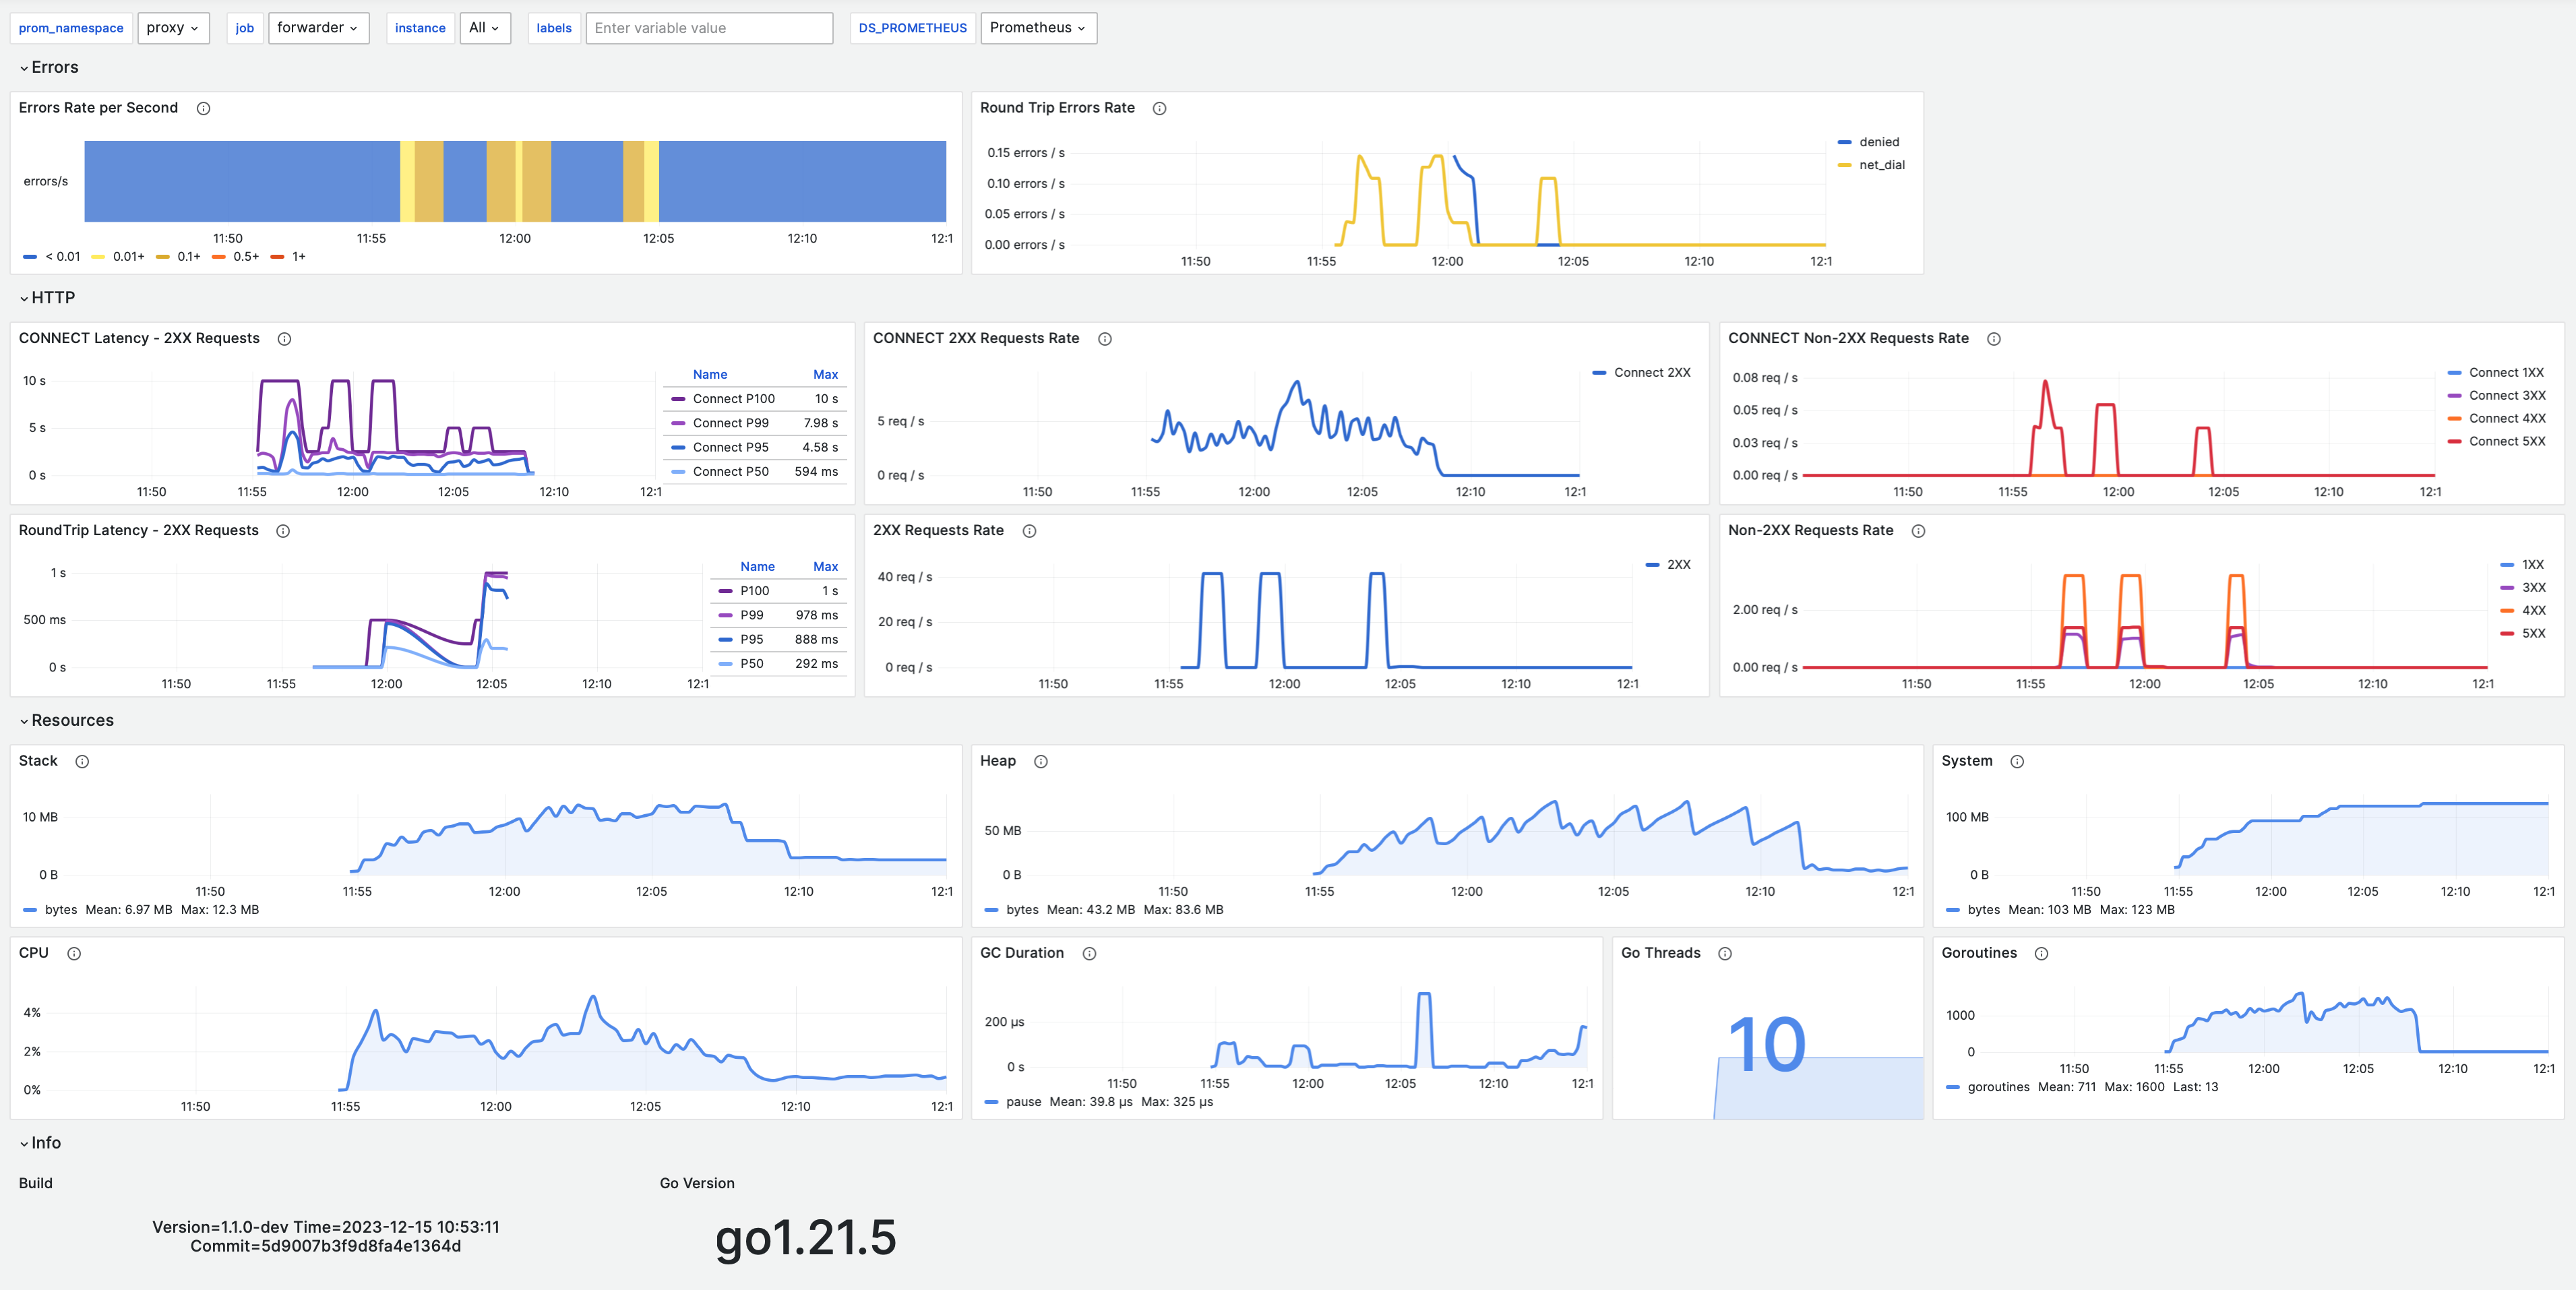 prom_namespace proxy job forwarder instance All labels Enter variable value DS_PROMETHEUS Prometheus
Errors
Errors Rate per Second
errors/s
11:50 11:55 12:00 12:05 12:10 12:1
< 0.01 0.01+ 0.1+ 0.5+ 1+
Round Trip Errors Rate
0.15 errors / s
0.10 errors / s
0.05 errors / s
0.00 errors / s
11:50 11:55 12:00 12:05 12:10 12:1
denied
net_dial
HTTP
CONNECT Latency - 2XX Requests
10 s
5 s
0 s
11:50 11:55 12:00 12:05 12:10 12:1
Name Max
Connect P100 10 s
Connect P99 7.98 s
Connect P95 4.58 s
Connect P50 594 ms
CONNECT 2XX Requests Rate
5 req / s
0 req / s
11:50 11:55 12:00 12:05 12:10 12:1
Connect 2XX
CONNECT Non-2XX Requests Rate
0.08 req / s
0.05 req / s
0.03 req / s
0.00 req / s
11:50 11:55 12:00 12:05 12:10 12:1
Connect 1XX
Connect 3XX
Connect 4XX
Connect 5XX
RoundTrip Latency - 2XX Requests
1 s
500 ms
0 s
11:50 11:55 12:00 12:05 12:10 12:1
Name Max
P100 1 s
P99 978 ms
P95 888 ms
P50 292 ms
2XX Requests Rate
40 req / s
20 req / s
0 req / s
11:50 11:55 12:00 12:05 12:10 12:1
2XX
Non-2XX Requests Rate
2.00 req / s
0.00 req / s
11:50 11:55 12:00 12:05 12:10 12:1
1XX
3XX
4XX
5XX
Resources
Stack
10 MB
0 B
11:50 11:55 12:00 12:05 12:10 12:1
bytes Mean: 6.97 MB Max: 12.3 MB
Heap
50 MB
0 B
11:50 11:55 12:00 12:05 12:10 12:1
bytes Mean: 43.2 MB Max: 83.6 MB
System
100 MB
0 B
11:50 11:55 12:00 12:05 12:10 12:1
bytes Mean: 103 MB Max: 123 MB
CPU
4%
2%
0%
11:50 11:55 12:00 12:05 12:10 12:1
GC Duration
200 µs
0 s
11:50 11:55 12:00 12:05 12:10 12:1
pause Mean: 39.8 µs Max: 325 µs
Go Threads
10
Goroutines
1000
0
11:50 11:55 12:00 12:05 12:10 12:1
goroutines Mean: 711 Max: 1600 Last: 13
Info
Build
Version=1.1.0-dev Time=2023-12-15 10:53:11
Commit=5d9007b3f9d8fa4e1364d
Go Version
go1.21.5